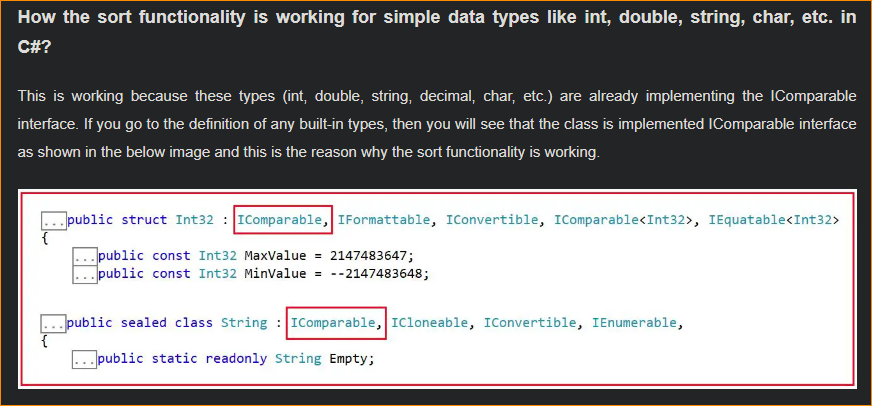 How the sort functionality is working for simple data types like int, double, string, char, etc. in
C#?
This is working because these types (int, double, string, decimal, char, etc.) are already implementing the IComparable
interface. If you go to the definition of any built-in types, then you will see that the class is implemented IComparable interface
as shown in the below image and this is the reason why the sort functionality is working.
...public struct Int32 : IComparable, IFormattable, IConvertible, IComparable<Int32>, IEquatable<Int32>
{
...public const Int32 MaxValue = 2147483647;
...public const Int32 MinValue = --2147483648;
...public sealed class String : IComparable, ICloneable, IConvertible, IEnumerable,
{
...public static readonly String Empty;